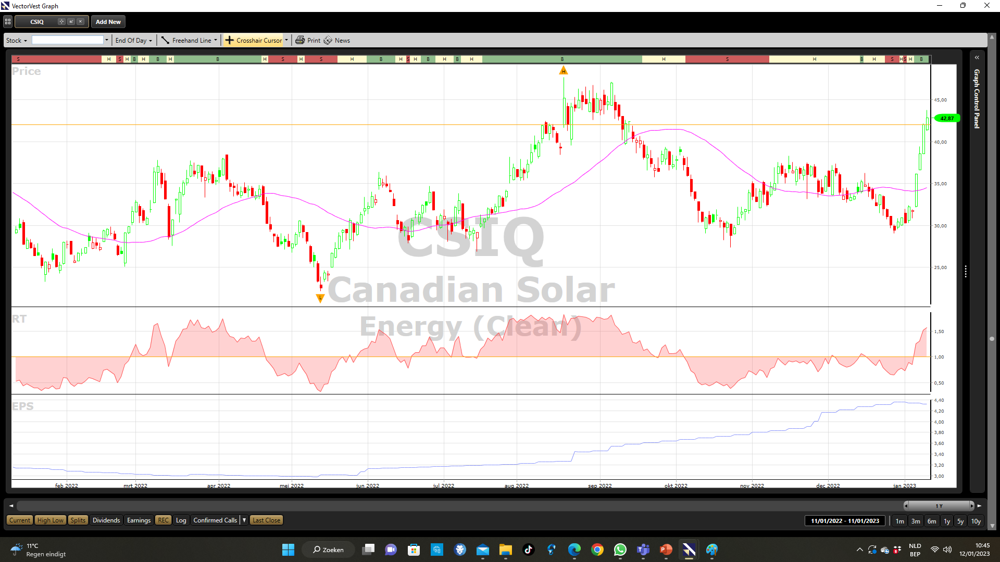 VectorVest Graph
CSIQ Add New
Stock End Of Day Freehand Line Crosshair Cursor Print News
S H S H B H B H B H S H S H B H S H B H B H B H S H B H S H S H B
Price
H
45,00
42,87
40,00
35,00
30,00
25,00
L
CSIQ
Canadian Solar
Energy (Clean)
RT
1,50
1,00
0,50
EPS
4,40
4,20
4,00
3,80
3,60
3,40
3,20
3,00
feb 2022 mrt 2022 apr 2022 mei 2022 jun 2022 jul 2022 aug 2022 sep 2022 okt 2022 nov 2022 dec 2022 jan 2023
Graph Control Panel
1 Y
Current High Low Splits Dividends Earnings REC Log Confirmed Calls Last Close 11/01/2022 - 11/01/2023 1m 3m 6m 1y 5y 10y
11°C
Regen eindigt
Zoeken
NLD
BEP
10:45
12/01/2023